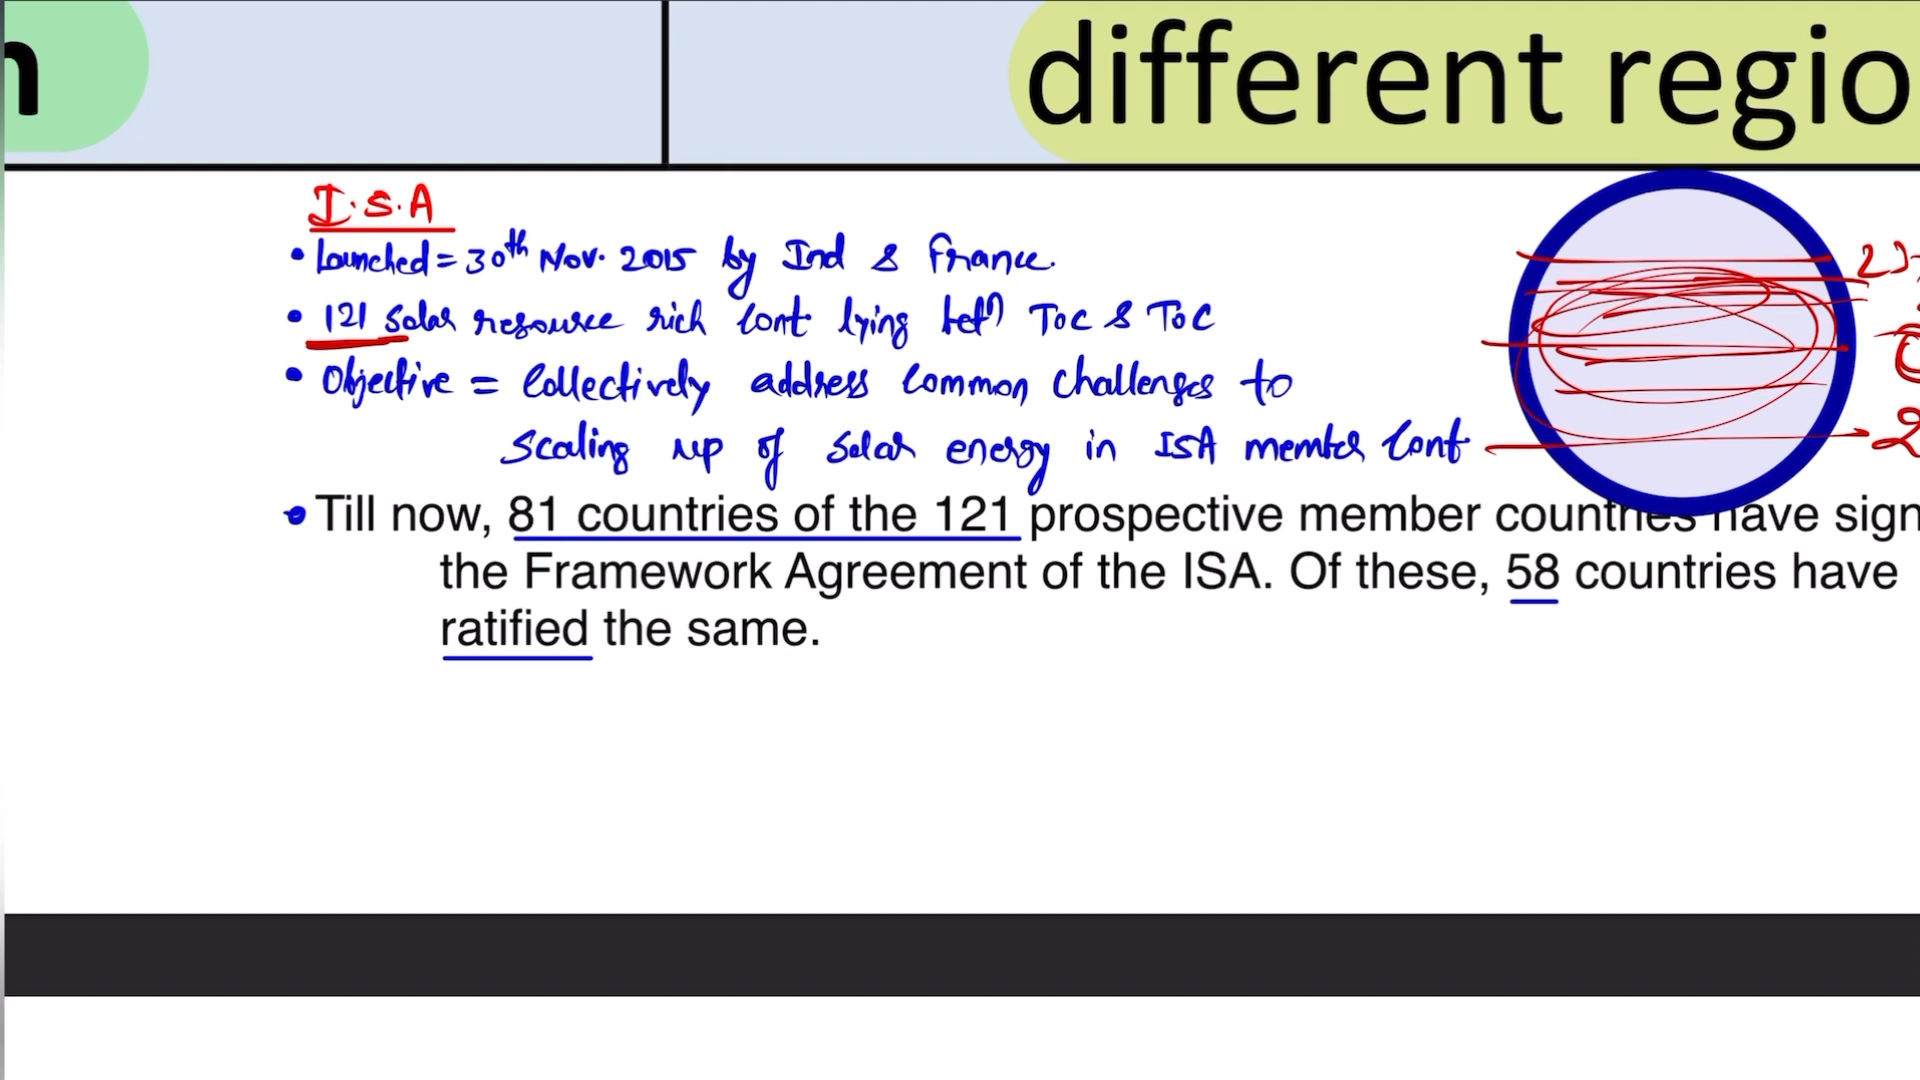 n
different regio
I.S.A
• Launched = 30th Nov. 2015 by Ind & France.
• 121 Solar resource rich Cont lying betn ToC & ToC
• Objective = Collectively address Common Challenges to
Scaling up of Solar energy in ISA member Cont
• Till now, 81 countries of the 121 prospective member countries have sign
the Framework Agreement of the ISA. Of these, 58 countries have
ratified the same.